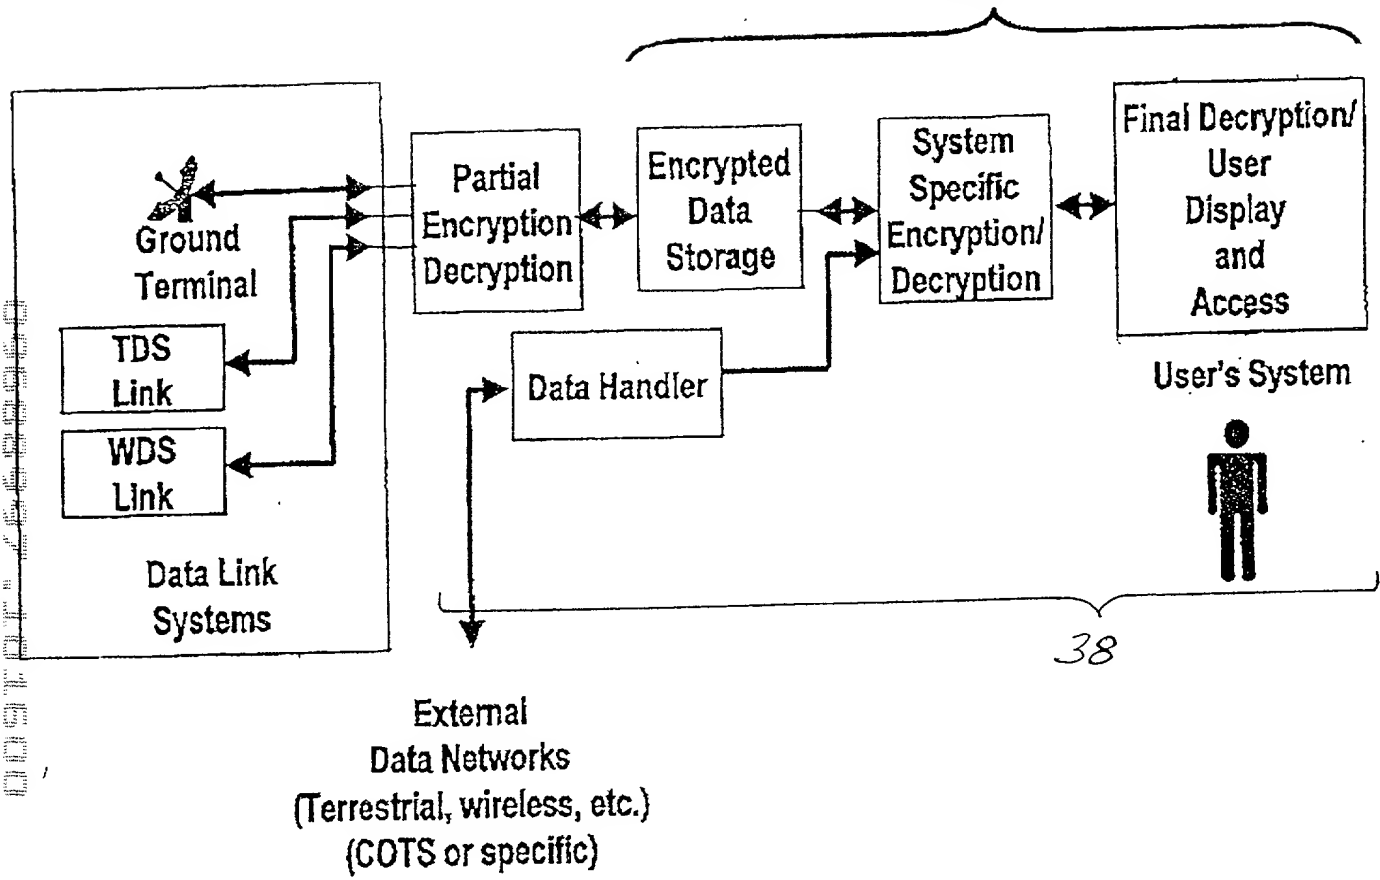 Ground
Terminal
TDS
Link
WDS
Link
Data Link
Systems
Partial
Encryption
Decryption
Encrypted
Data
Storage
System
Specific
Encryption/
Decryption
Final Decryption/
User
Display
and
Access
User's System
Data Handler
38
External
Data Networks
(Terrestrial, wireless, etc.)
(COTS or specific)